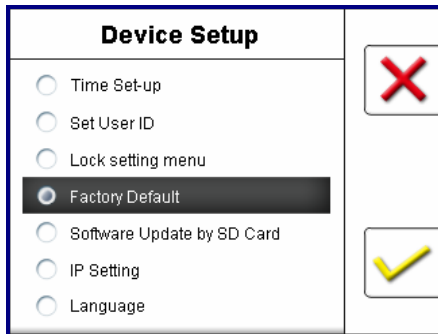 Device Setup
Time Set-up
Set User ID
Lock setting menu
Factory Default
Software Update by SD Card
IP Setting
Language